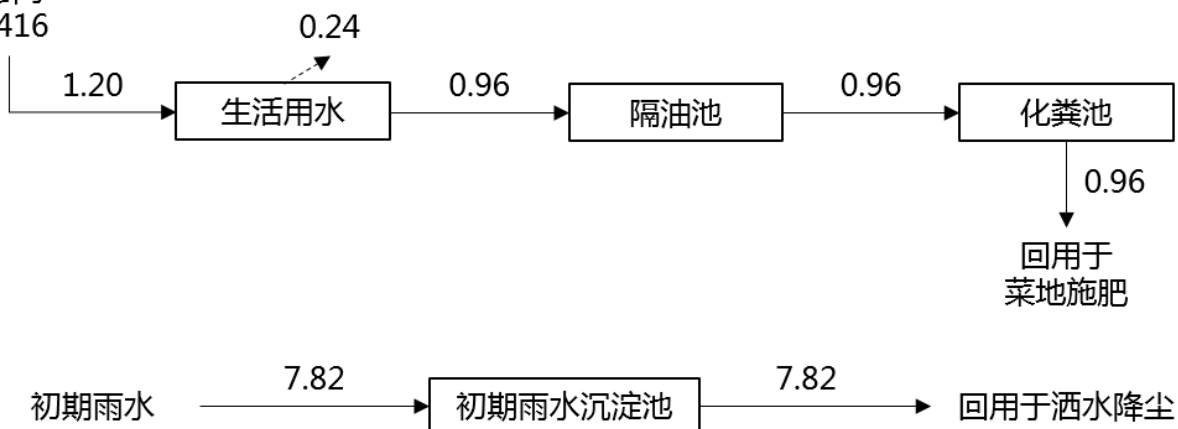 416
0.24
1.20
生活用水
0.96
隔油池
0.96
化粪池
0.96
回用于
菜地施肥
初期雨水
7.82
初期雨水沉淀池
7.82
回用于洒水降尘